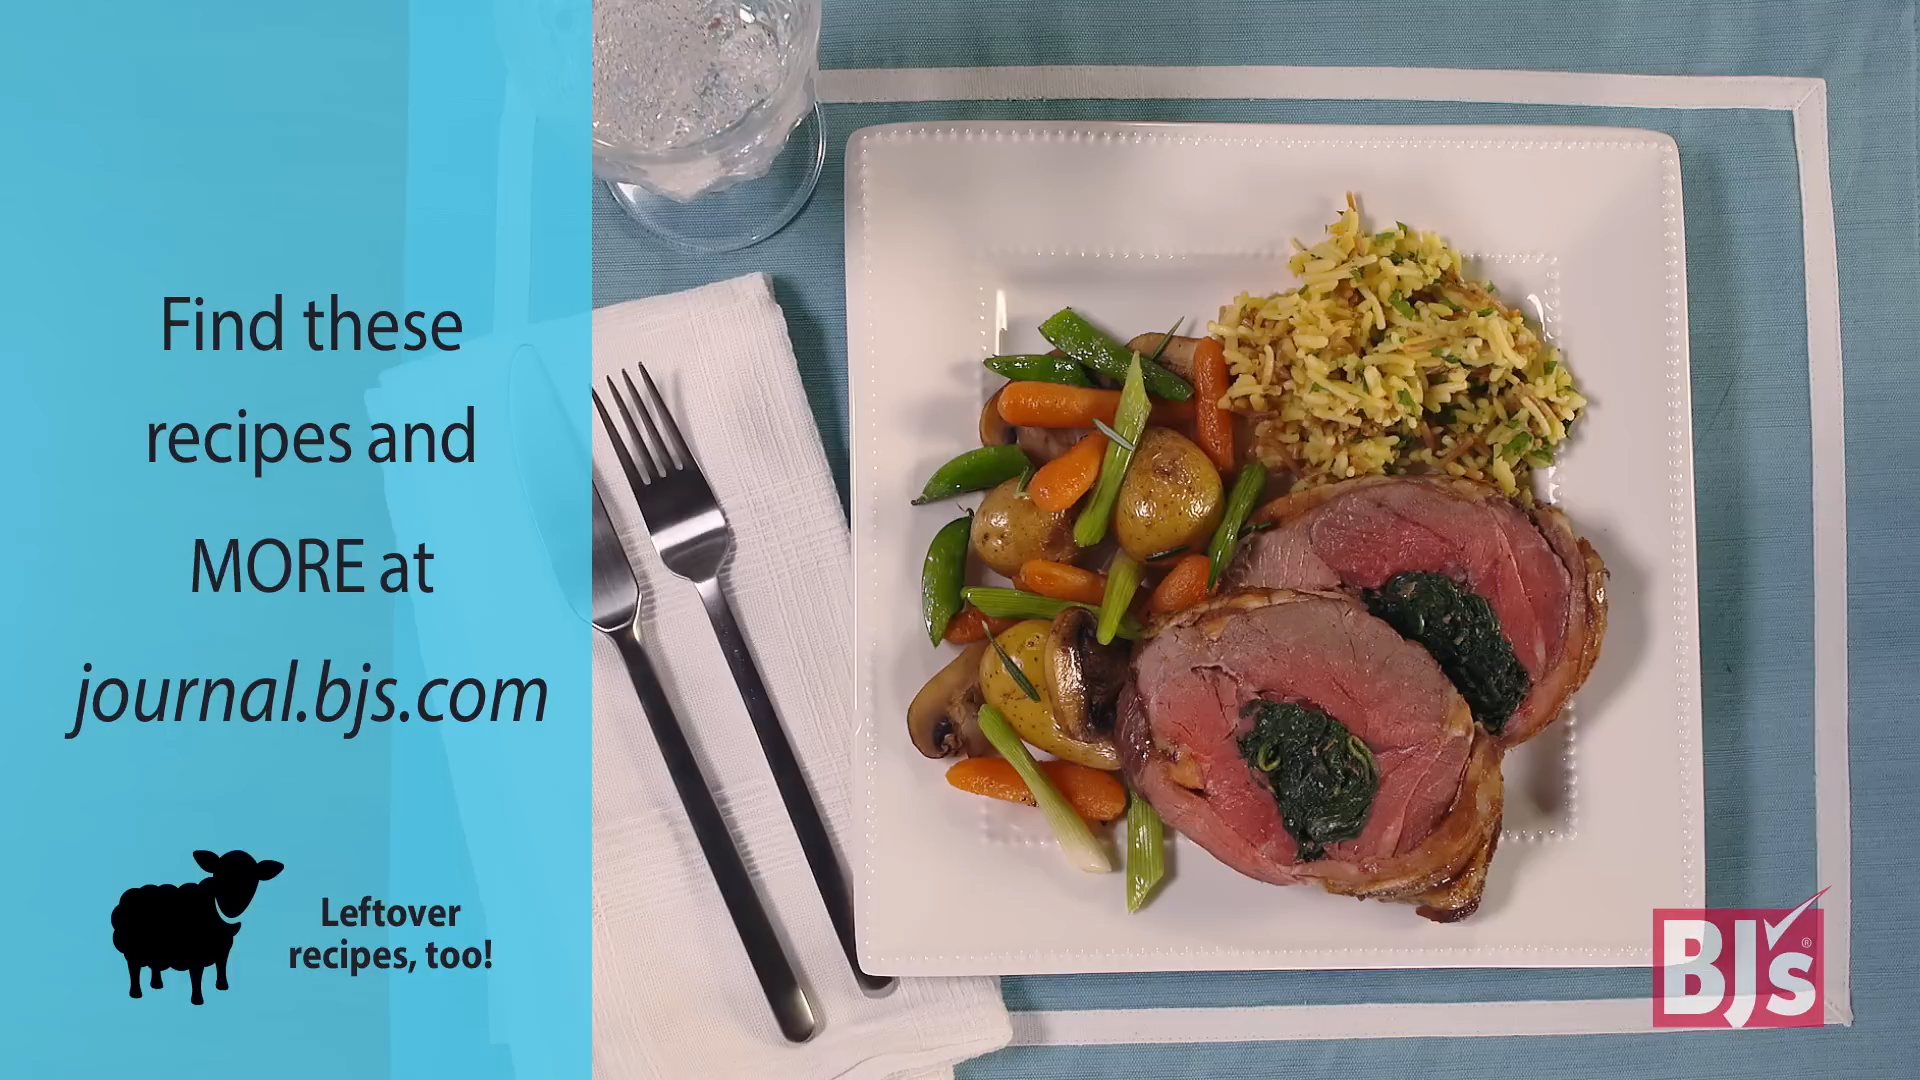 Find these
recipes and
MORE at
journal.bjs.com
Leftover
recipes, too!
BJ's®